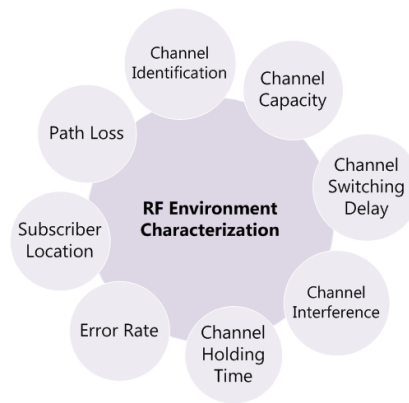 Channel
Identification
Channel
Capacity
Channel
Switching
Delay
Channel
Interference
Channel
Holding
Time
Error Rate
Subscriber
Location
Path Loss
RF Environment
Characterization